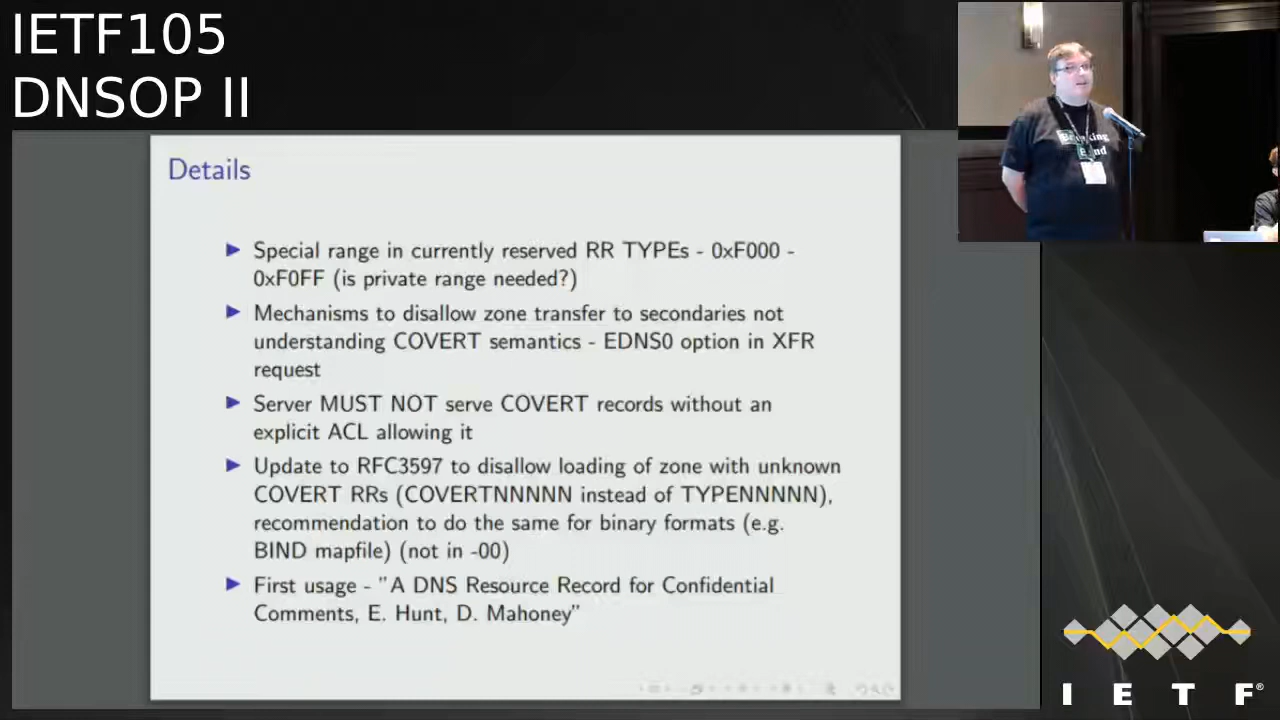 IETF105
DNSOP II
Details
Special range in currently reserved RR TYPEs - 0xF000 -
0xF0FF (is private range needed?)
Mechanisms to disallow zone transfer to secondaries not
understanding COVERT semantics - EDNS0 option in XFR
request
Server MUST NOT serve COVERT records without an
explicit ACL allowing it
Update to RFC3597 to disallow loading of zone with unknown
COVERT RRs (COVERTNNNNN instead of TYPENNNNN),
recommendation to do the same for binary formats (e.g.
BIND mapfile) (not in -00)
First usage - "A DNS Resource Record for Confidential
Comments, E. Hunt, D. Mahoney"
Breaking
Bind
I E T F®